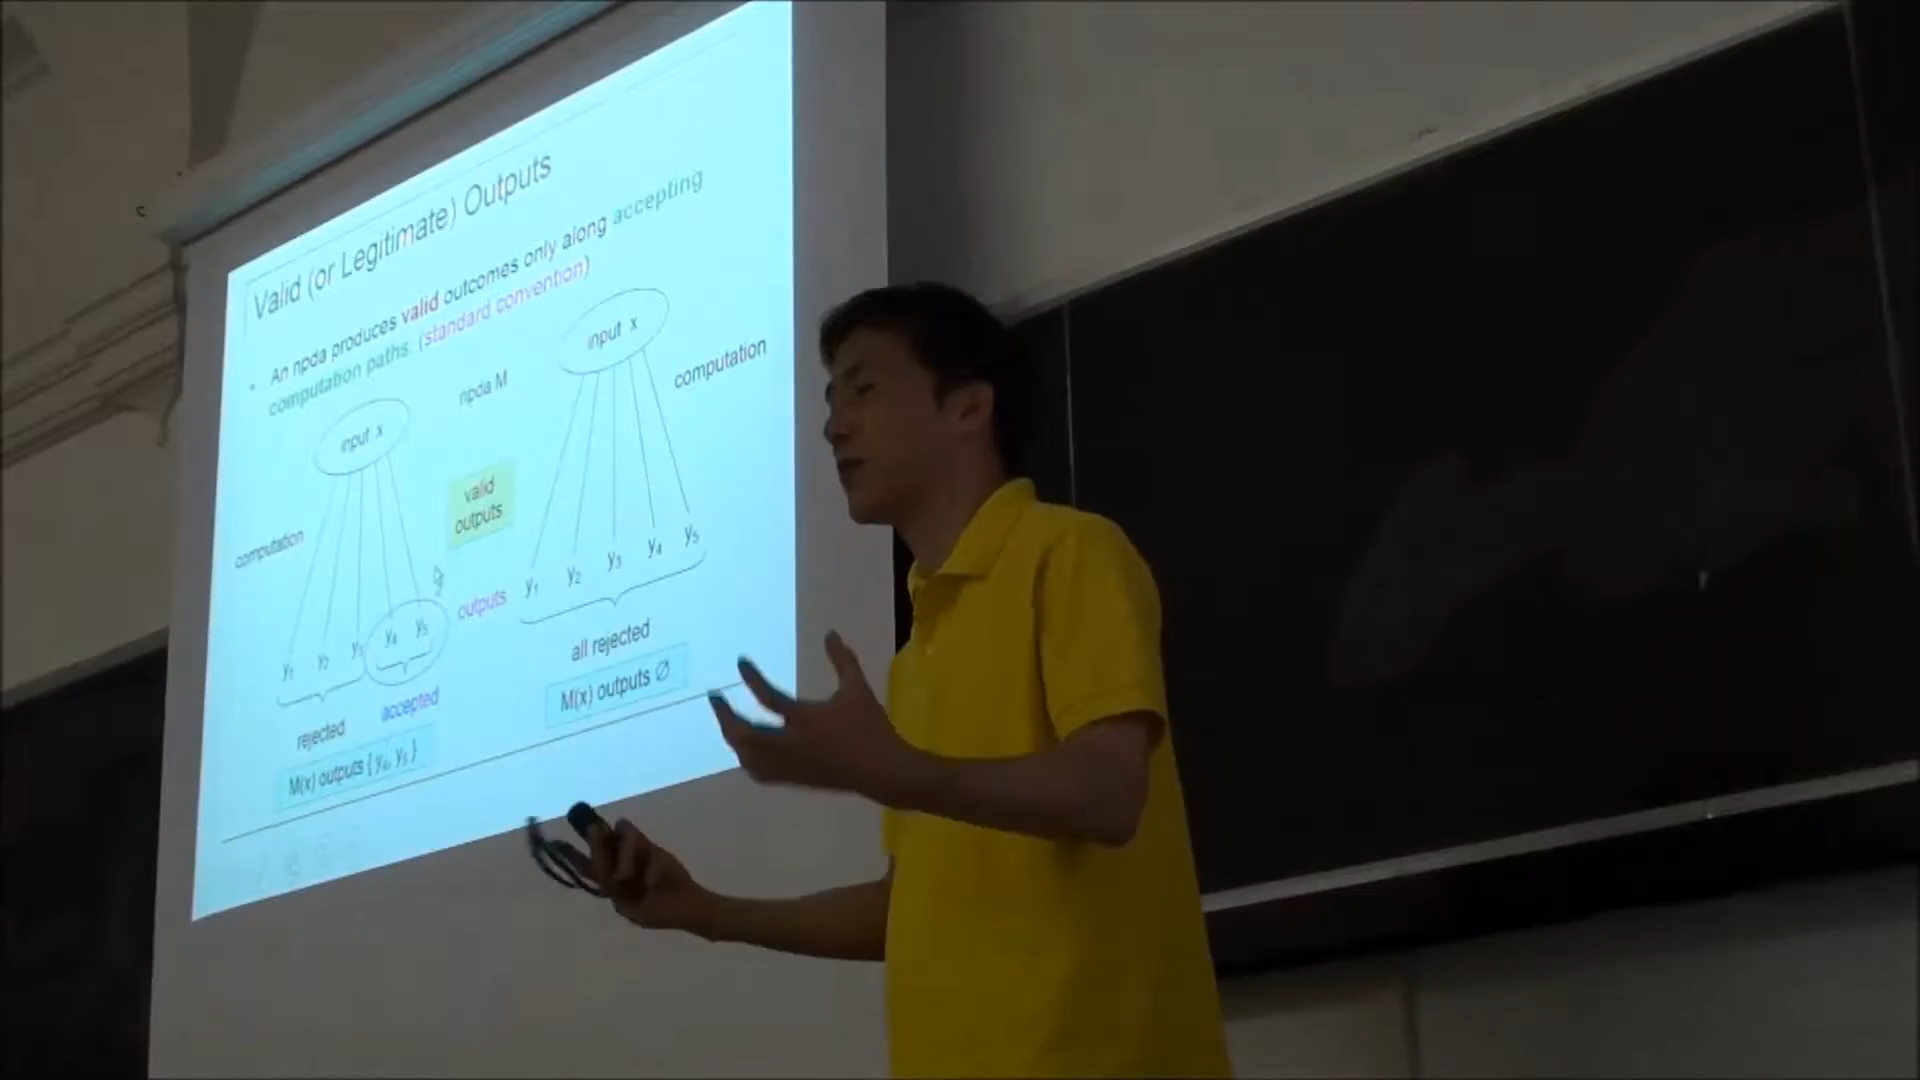 Valid (or Legitimate) Outputs
• An npda produces valid outcomes only along accepting
computation paths. (standard convention)
input x
npda M
input x
computation
computation
valid
outputs
y₁ y₂ y₃ y₄ y₅
outputs
y₁ y₂ y₃ y₄ y₅
rejected
accepted
all rejected
M(x) outputs { y₄, y₅ }
M(x) outputs ∅